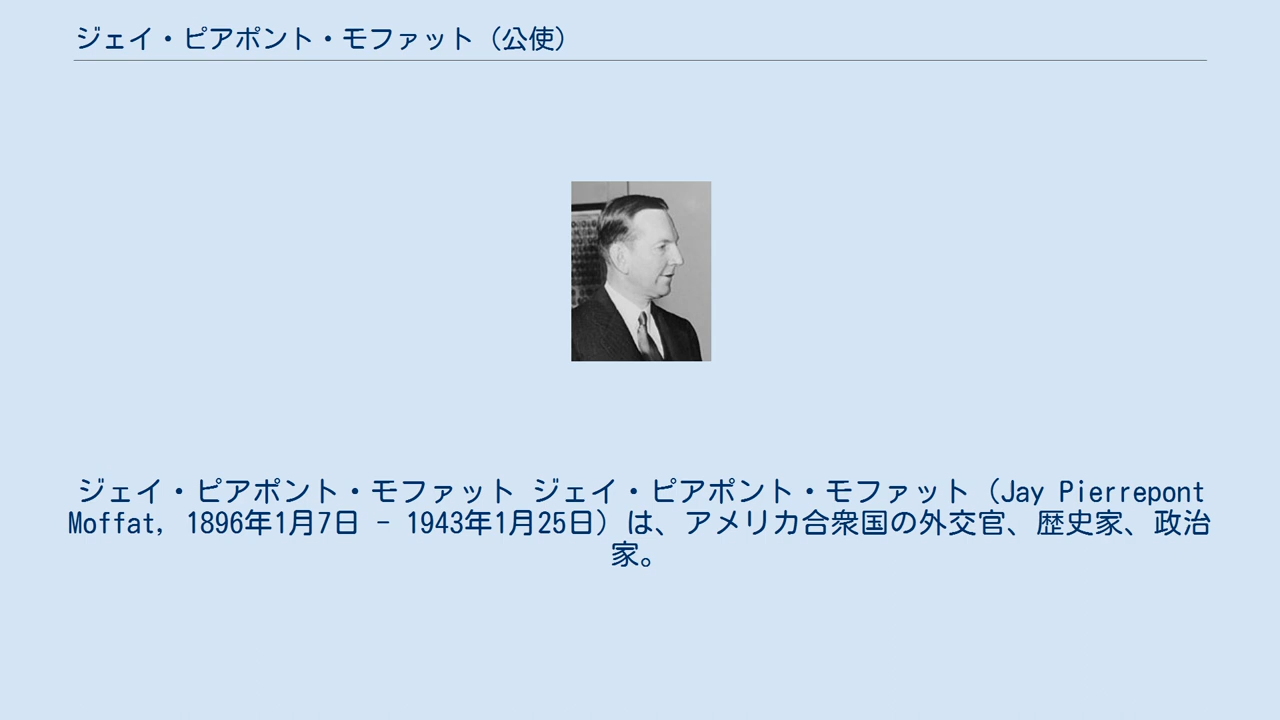 ジェイ・ピアポント・モファット（公使）
ジェイ・ピアポント・モファット ジェイ・ピアポント・モファット（Jay Pierrepont
Moffat, 1896年1月7日 - 1943年1月25日）は、アメリカ合衆国の外交官、歴史家、政治
家。